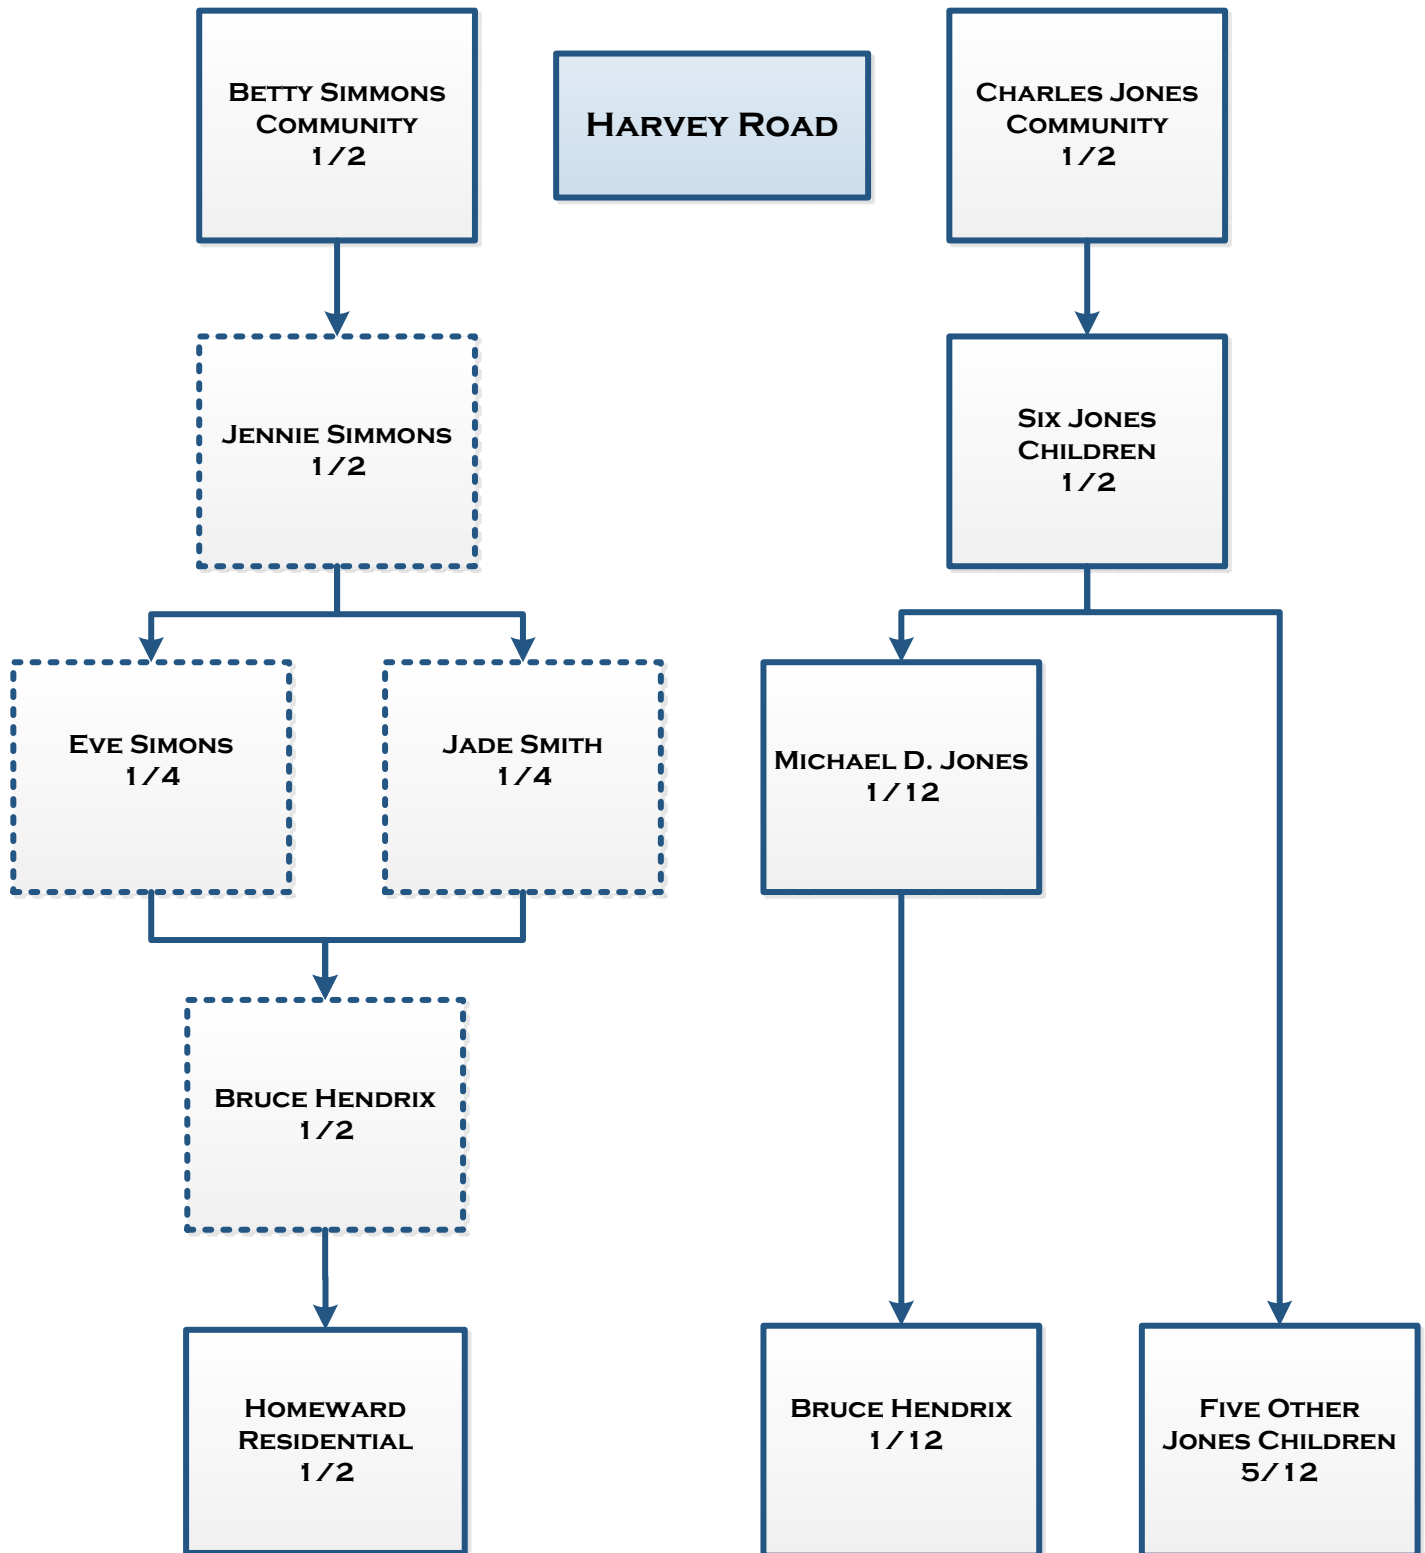 BETTY SIMMONS
COMMUNITY
1/2
HARVEY ROAD
CHARLES JONES
COMMUNITY
1/2
JENNIE SIMMONS
1/2
SIX JONES
CHILDREN
1/2
EVE SIMONS
1/4
JADE SMITH
1/4
MICHAEL D. JONES
1/12
BRUCE HENDRIX
1/2
HOMEWARD
RESIDENTIAL
1/2
BRUCE HENDRIX
1/12
FIVE OTHER
JONES CHILDREN
5/12